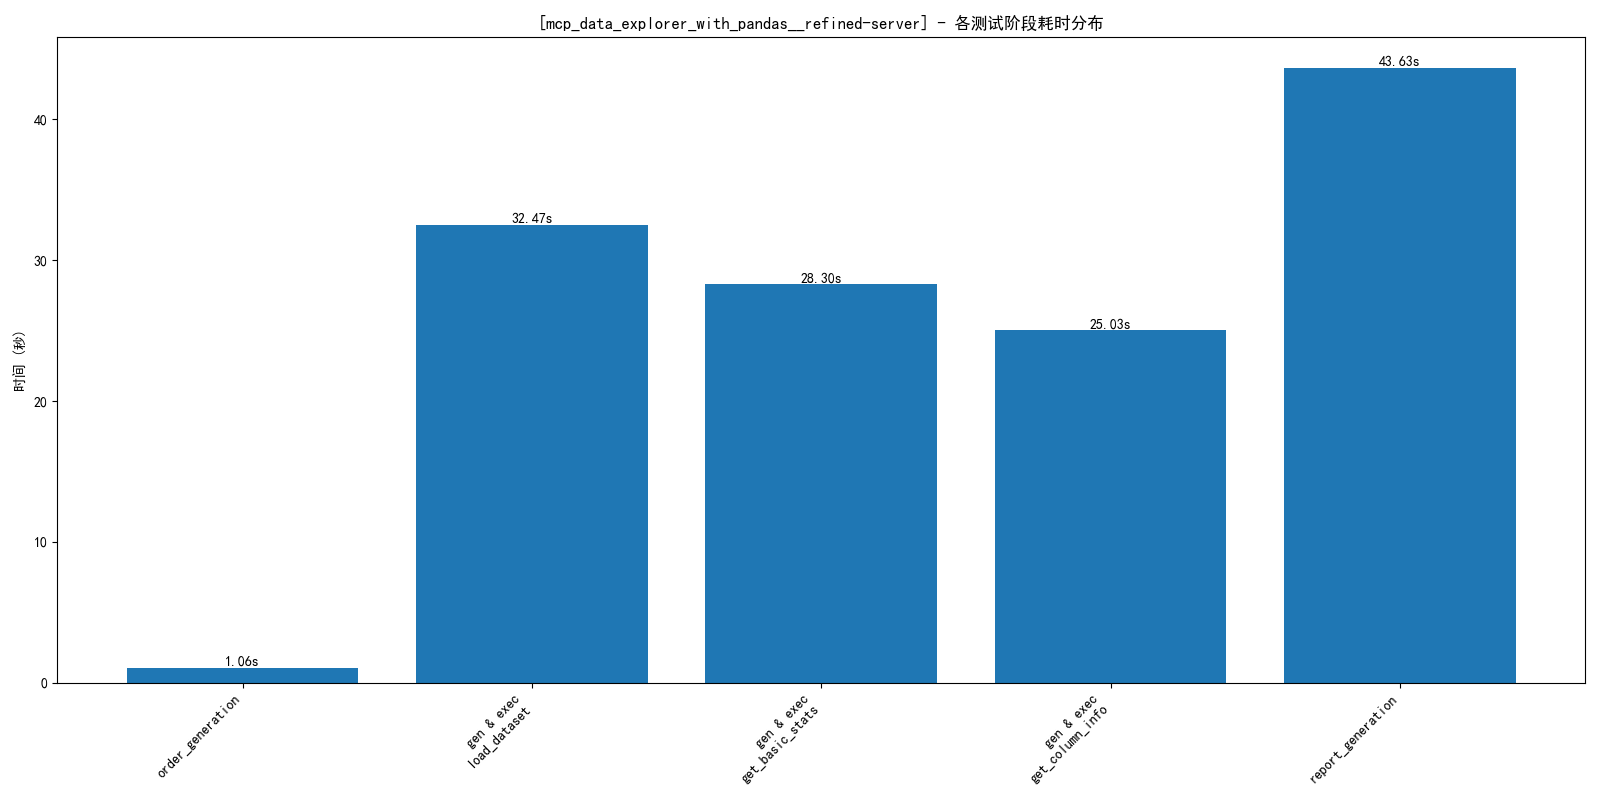 [mcp_data_explorer_with_pandas__refined-server] - 各测试阶段耗时分布
时间 (秒)
40
30
20
10
0
1.06s
32.47s
28.30s
25.03s
43.63s
order_generation
gen & exec
load_dataset
gen & exec
get_basic_stats
gen & exec
get_column_info
report_generation